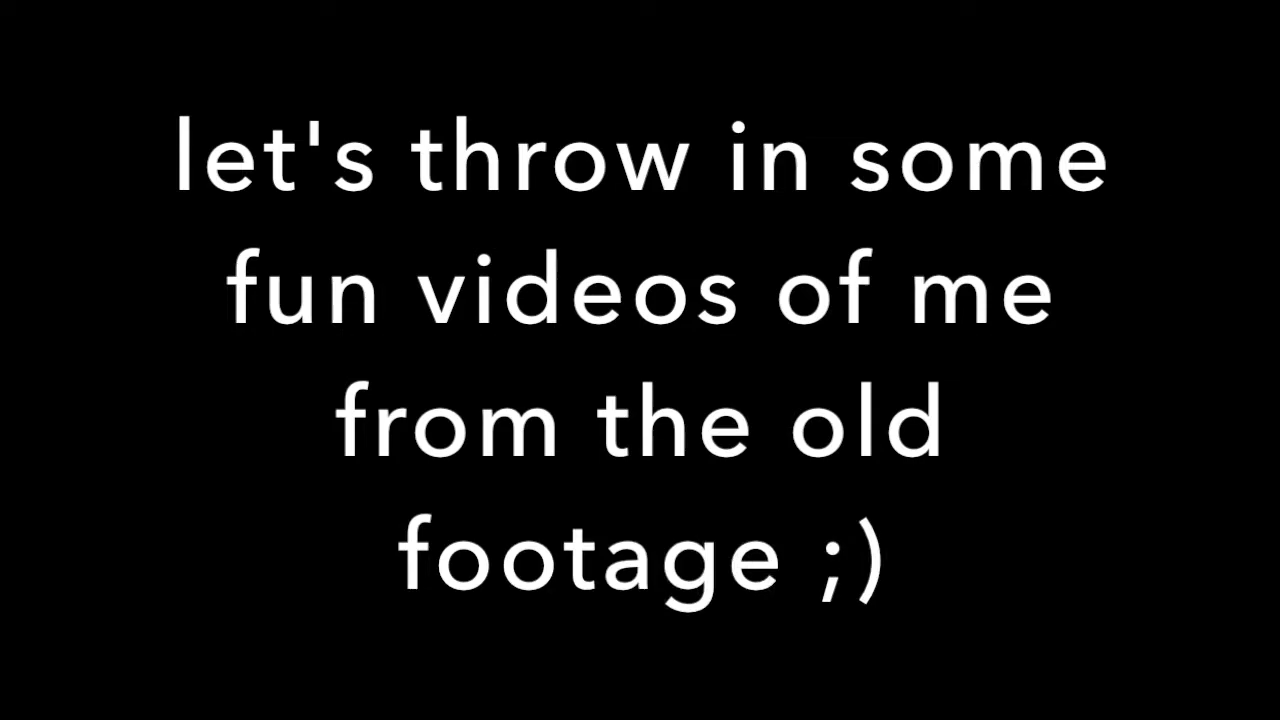 let's throw in some
fun videos of me
from the old
footage ;)